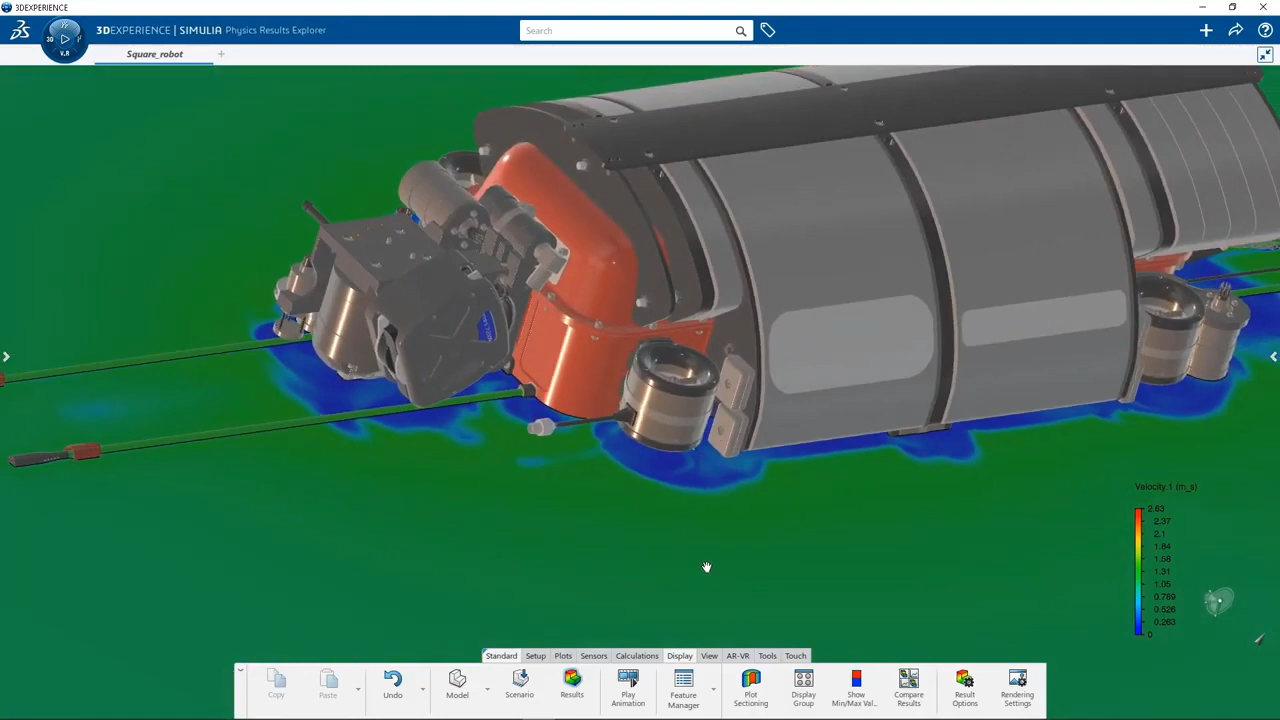 3DEXPERIENCE
3DEXPERIENCE | SIMULIA Physics Results Explorer
Search
3D
V.R
Square_robot
Velocity.1 (m_s)
2.63
2.37
2.1
1.84
1.58
1.31
1.05
0.789
0.526
0.263
0
Standard Setup Plots Sensors Calculations Display View AR-VR Tools Touch
Copy
Paste
Undo
Model
Scenario
Results
Play Animation
Feature Manager
Plot Sectioning
Display Group
Show Min/Max Val...
Compare Results
Result Options
Rendering Settings